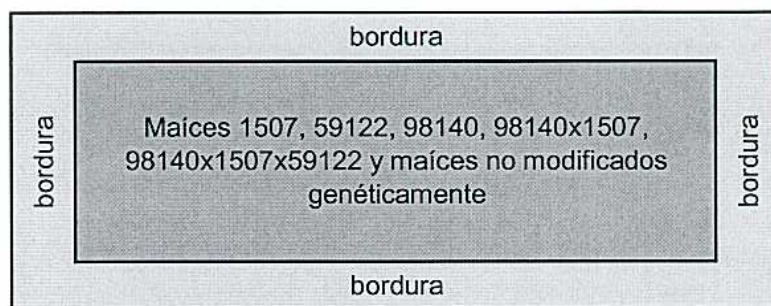 bordura
bordura
Maíces 1507, 59122, 98140, 98140x1507,
98140x1507x59122 y maíces no modificados
genéticamente
bordura
bordura